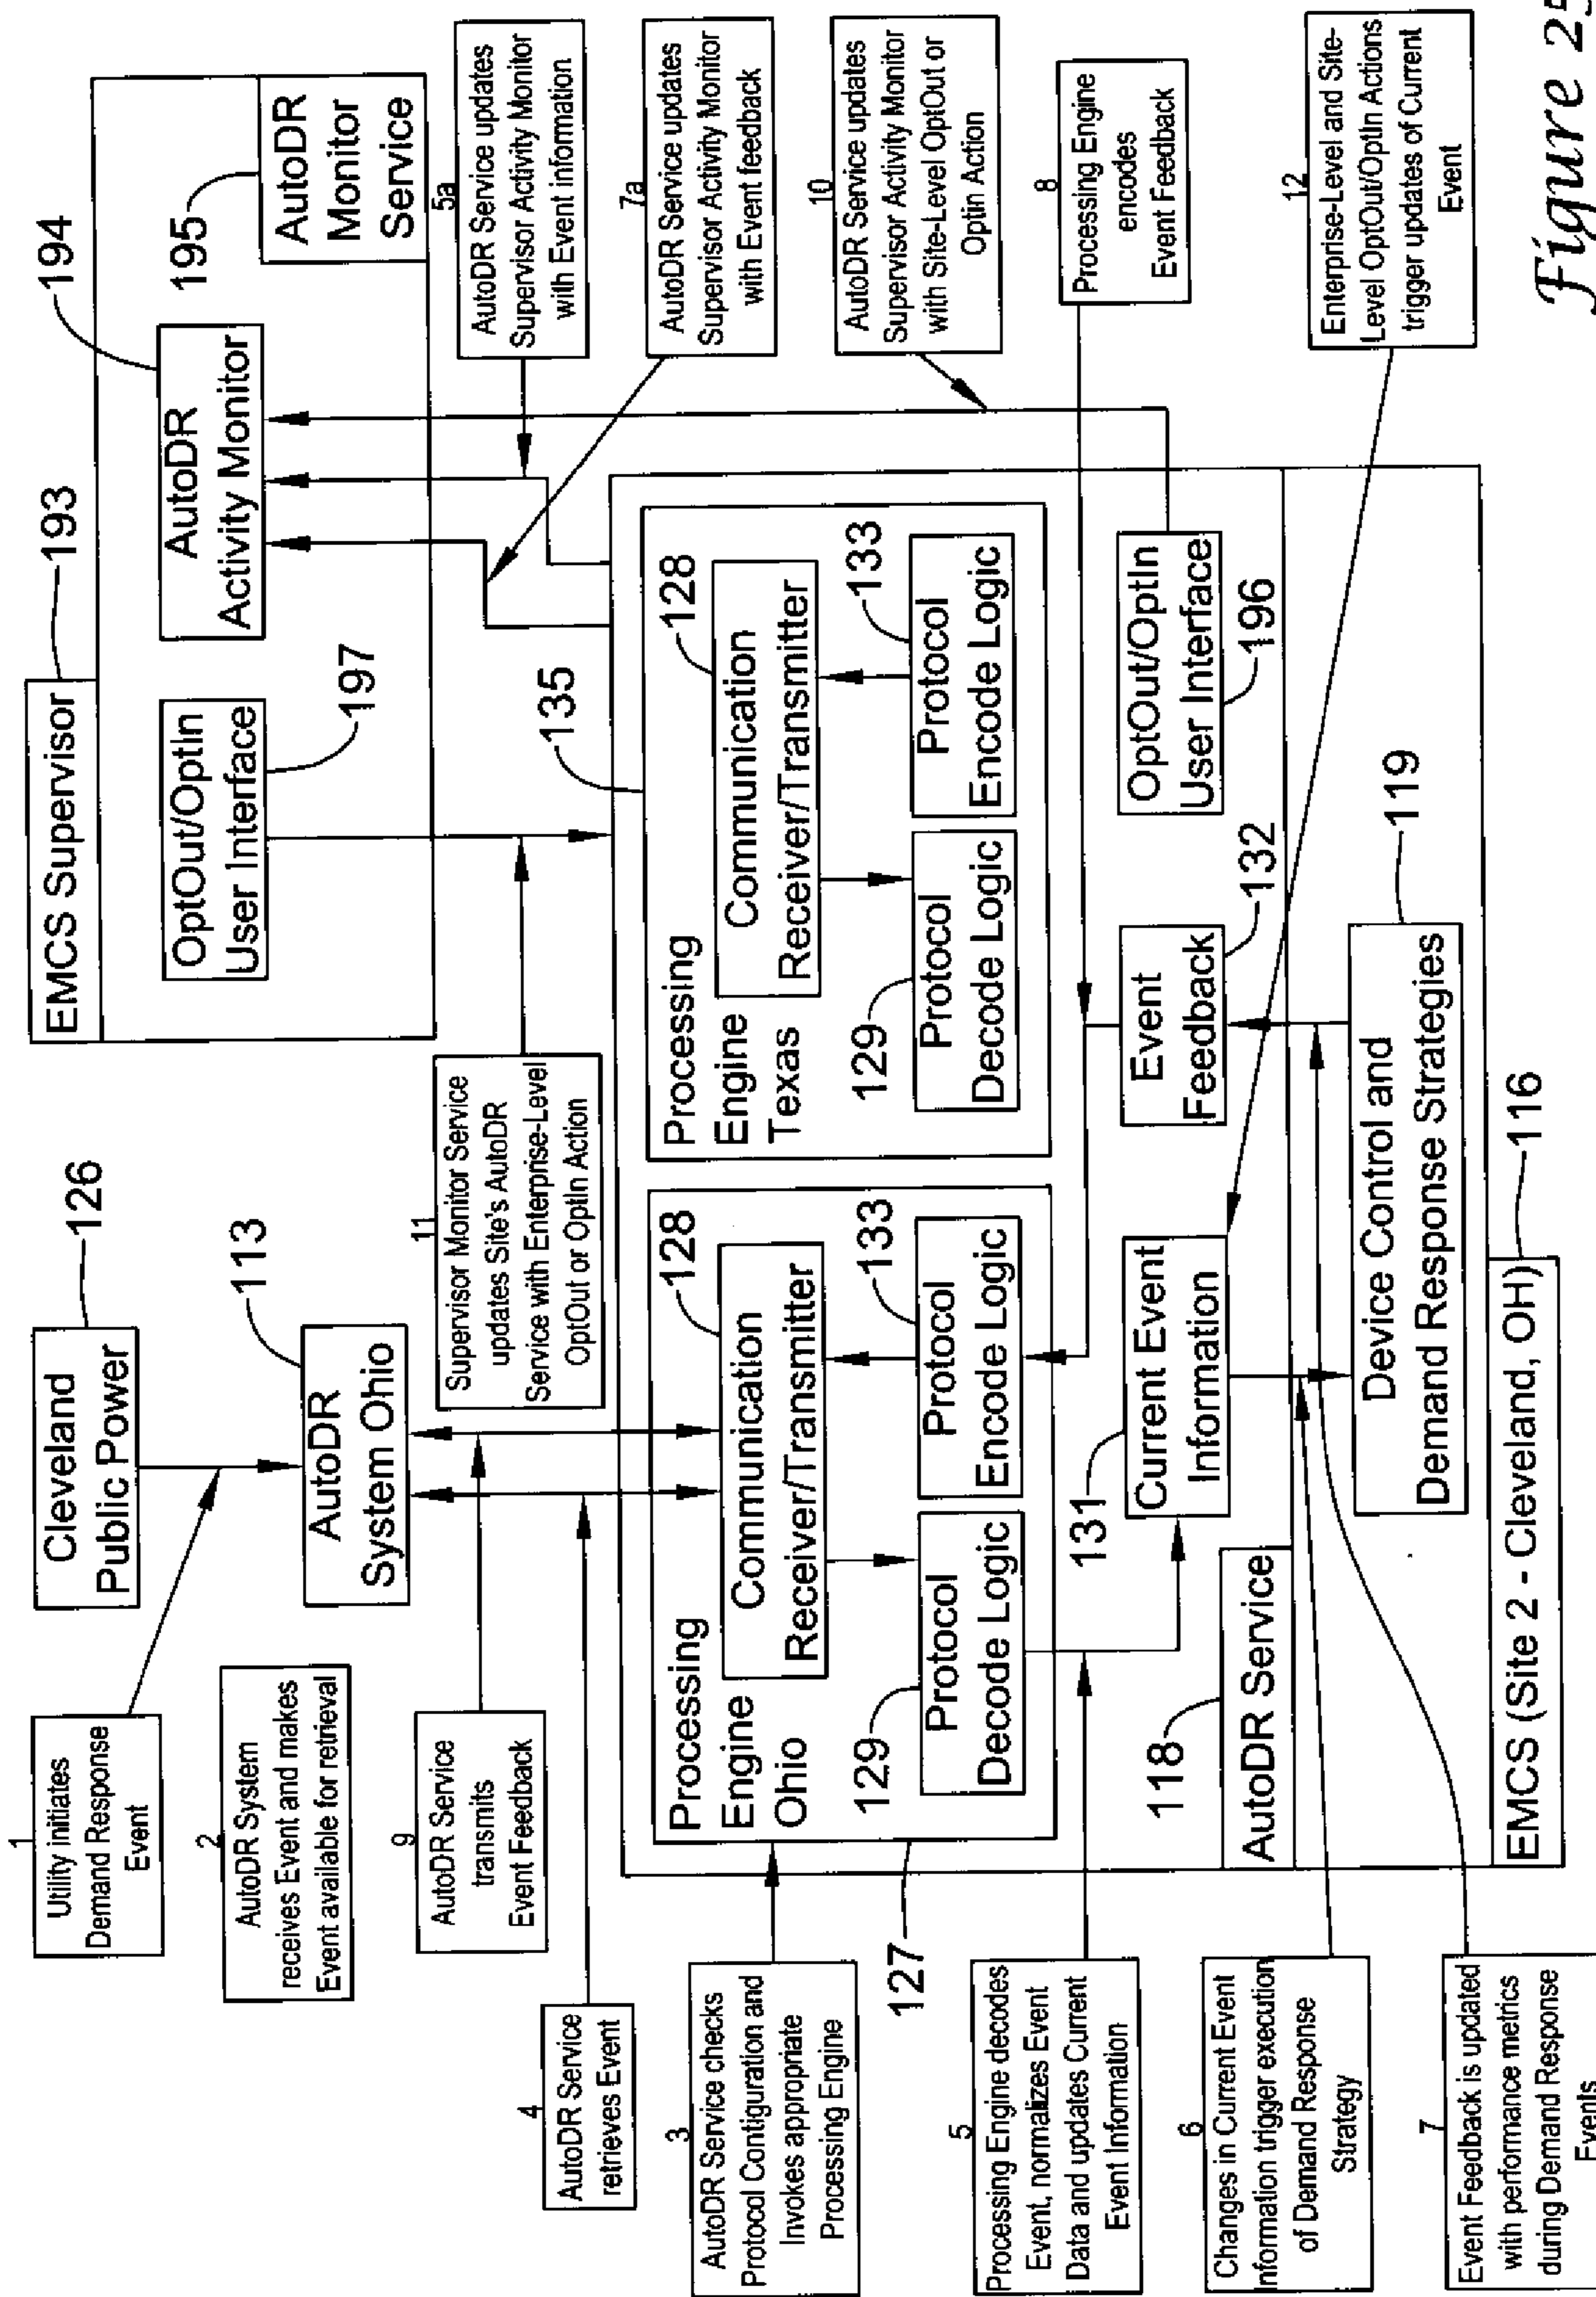 1
Utility initiates
Demand Response
Event
2
AutoDR System
receives Event and makes
Event available for retrieval
9
AutoDR Service
transmits
Event Feedback
4
AutoDR Service
retrieves Event
3
AutoDR Service checks
Protocol Contiguration and
Invokes appropriate
Processing Engine
5
Processing Engine decodes
Event, normalizes Event
Data and updates Current
Event Information
6
Changes in Current Event
Information trigger execution
of Demand Response
Strategy
7
Event Feedback is updated
with performance metrics
during Demand Response
Events
Cleveland
Public Power
126
AutoDR
System Ohio
113
11
Supervisor Monitor Service
updates Site's AutoDR
Service with Enterprise-Level
OptOut or OptIn Action
EMCS Supervisor
193
OptOut/OptIn
User Interface
197
AutoDR
Activity Monitor
194
AutoDR
Monitor
Service
195
127
Processing
Engine
Ohio
Communication
Receiver/Transmitter
128
Protocol
Decode Logic
129
Protocol
Encode Logic
133
135
Processing
Engine
Texas
Communication
Receiver/Transmitter
128
Protocol
Decode Logic
129
Protocol
Encode Logic
133
Current Event
Information
131
Event
Feedback
132
OptOut/OptIn
User Interface
196
AutoDR Service
118
Device Control and
Demand Response Strategies
119
EMCS (Site 2 - Cleveland, OH)
116
5a
AutoDR Service updates
Supervisor Activity Monitor
with Event information
7a
AutoDR Service updates
Supervisor Activity Monitor
with Event feedback
10
AutoDR Service updates
Supervisor Activity Monitor
with Site-Level OptOut or
Optin Action
8
Processing Engine
encodes
Event Feedback
12
Enterprise-Level and Site-
Level OptOut/OptIn Actions
trigger updates of Current
Event
Figure 25